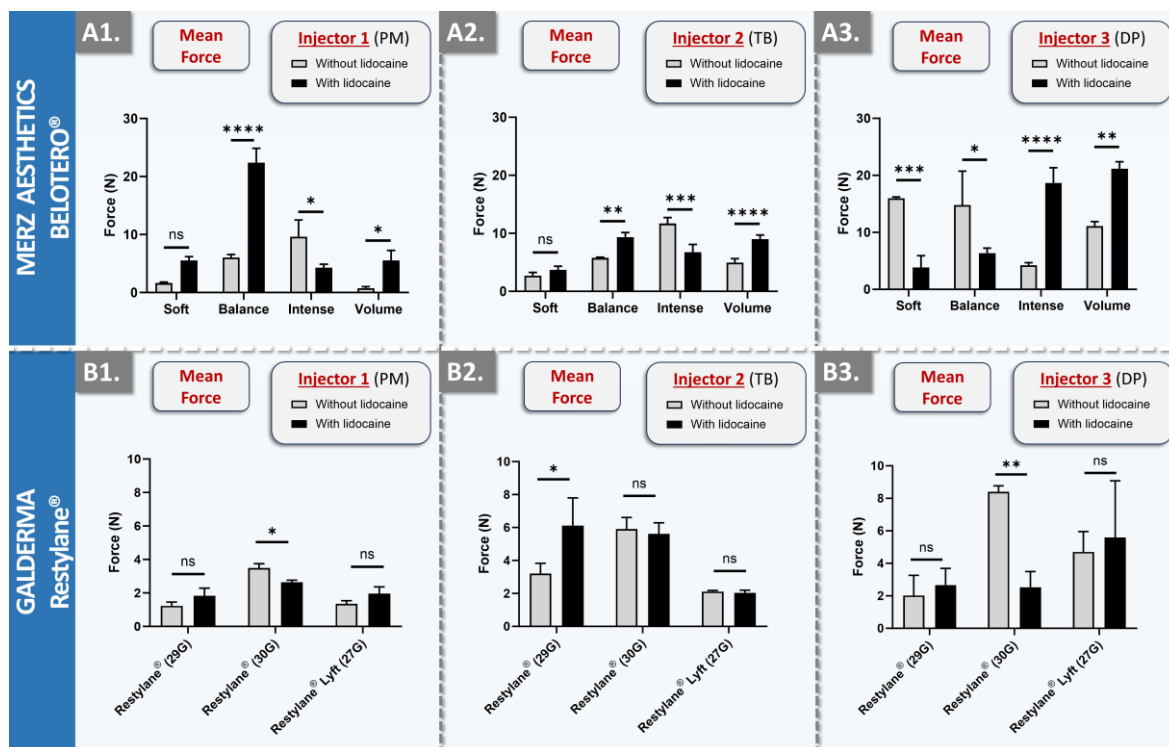 MERZ AESTHETICS
BELOTERO®
A1.
Mean
Force
Injector 1 (PM)
Without lidocaine
With lidocaine
Force (N)
30
20
10
0
ns
****
*
*
Soft
Balance
Intense
Volume
A2.
Mean
Force
Injector 2 (TB)
Without lidocaine
With lidocaine
Force (N)
30
20
10
0
ns
**
***
****
Soft
Balance
Intense
Volume
A3.
Mean
Force
Injector 3 (DP)
Without lidocaine
With lidocaine
Force (N)
30
20
10
0
***
*
****
**
Soft
Balance
Intense
Volume
GALDERMA
Restylane®
B1.
Mean
Force
Injector 1 (PM)
Without lidocaine
With lidocaine
Force (N)
10
8
6
4
2
0
ns
*
ns
Restylane® (29G)
Restylane® (30G)
Restylane® Lyft (27G)
B2.
Mean
Force
Injector 2 (TB)
Without lidocaine
With lidocaine
Force (N)
10
8
6
4
2
0
*
ns
ns
Restylane® (29G)
Restylane® (30G)
Restylane® Lyft (27G)
B3.
Mean
Force
Injector 3 (DP)
Without lidocaine
With lidocaine
Force (N)
10
8
6
4
2
0
ns
**
ns
Restylane® (29G)
Restylane® (30G)
Restylane® Lyft (27G)